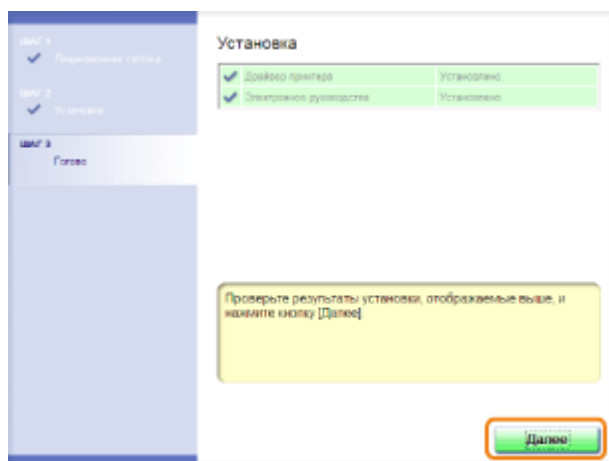 ШАГ 1
Лицензионное
ШАГ 2
Установка
ШАГ 3
Готово
Установка
Драйвер принтера Установлено
Электронное руководство Установлено
Проверьте результаты установки, отображаемые выше, и
нажмите кнопку [Далее].
Далее